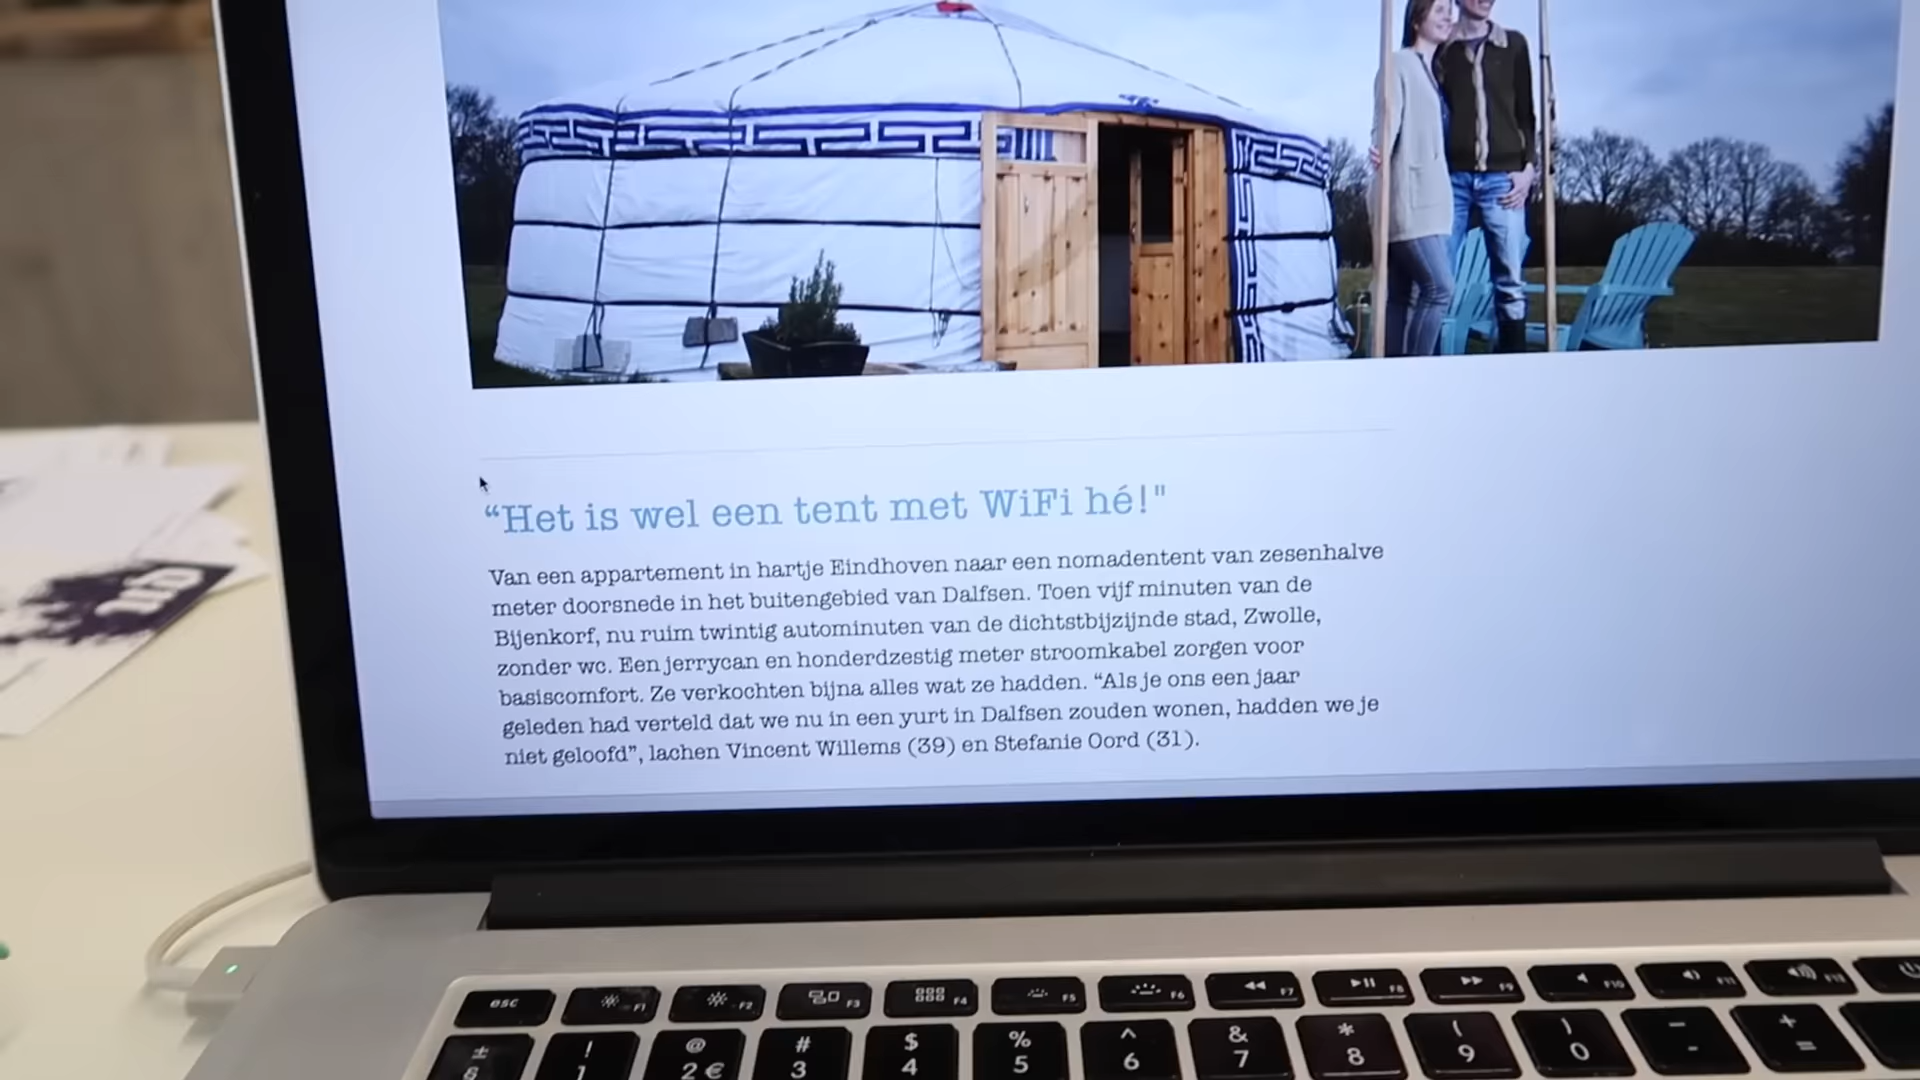 “Het is wel een tent met WiFi hé!"
Van een appartement in hartje Eindhoven naar een nomadentent van zesenhalve
meter doorsnede in het buitengebied van Dalfsen. Toen vijf minuten van de
Bijenkorf, nu ruim twintig autominuten van de dichtstbijzijnde stad, Zwolle,
zonder wc. Een jerrycan en honderdzestig meter stroomkabel zorgen voor
basiscomfort. Ze verkochten bijna alles wat ze hadden. “Als je ons een jaar
geleden had verteld dat we nu in een yurt in Dalfsen zouden wonen, hadden we je
niet geloofd”, lachen Vincent Willems (39) en Stefanie Oord (31).
esc F1 F2 F3 F4 F5 F6 F7 F8 F9 F10 F11 F12
± ! @ # $ % ^ & * ( ) – +
§ 1 2 € 3 4 5 6 7 8 9 0 - =